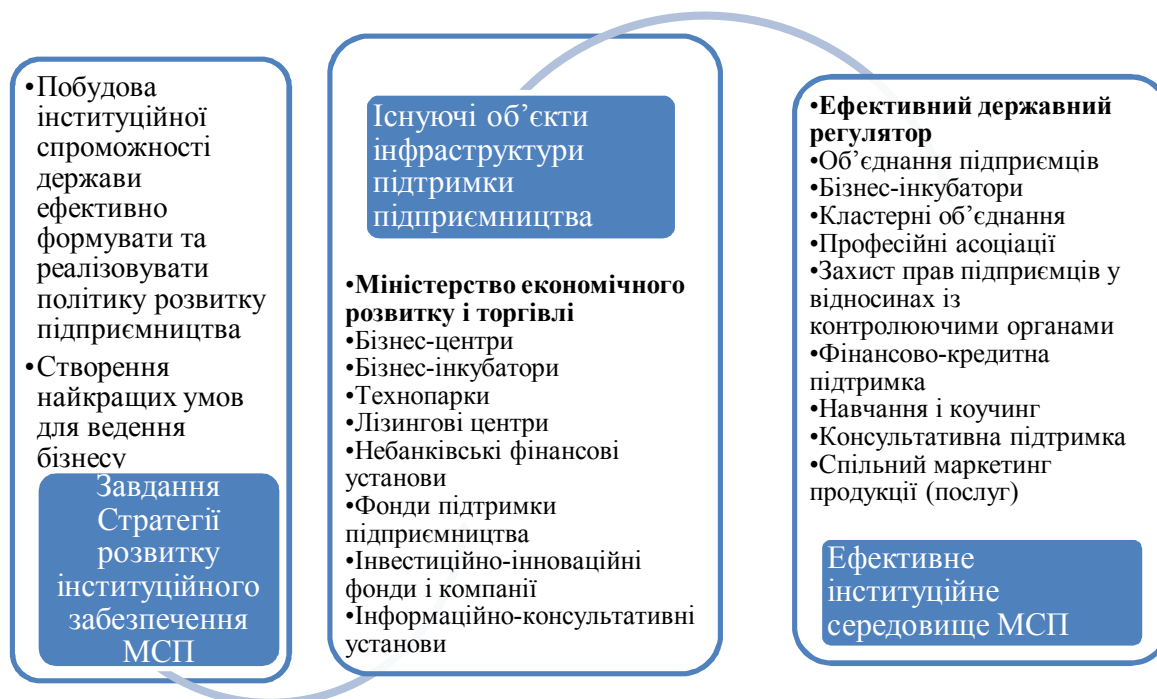 •Побудова
інституційної
спроможності
держави
ефективно
формувати та
реалізовувати
політику розвитку
підприємництва
•Створення
найкращих умов
для ведення
бізнесу
Завдання
Стратегії
розвитку
інституційного
забезпечення
МСП
Існуючі об’єкти
інфраструктури
підтримки
підприємництва
•Міністерство економічного
розвитку і торгівлі
•Бізнес-центри
•Бізнес-інкубатори
•Технопарки
•Лізингові центри
•Небанківські фінансові
установи
•Фонди підтримки
підприємництва
•Інвестиційно-інноваційні
фонди і компанії
•Інформаційно-консультативні
установи
•Ефективний державний
регулятор
•Об’єднання підприємців
•Бізнес-інкубатори
•Кластерні об’єднання
•Професійні асоціації
•Захист прав підприємців у
відносинах із
контролюючими органами
•Фінансово-кредитна
підтримка
•Навчання і коучинг
•Консультативна підтримка
•Спільний маркетинг
продукції (послуг)
Ефективне
інституційне
середовище МСП